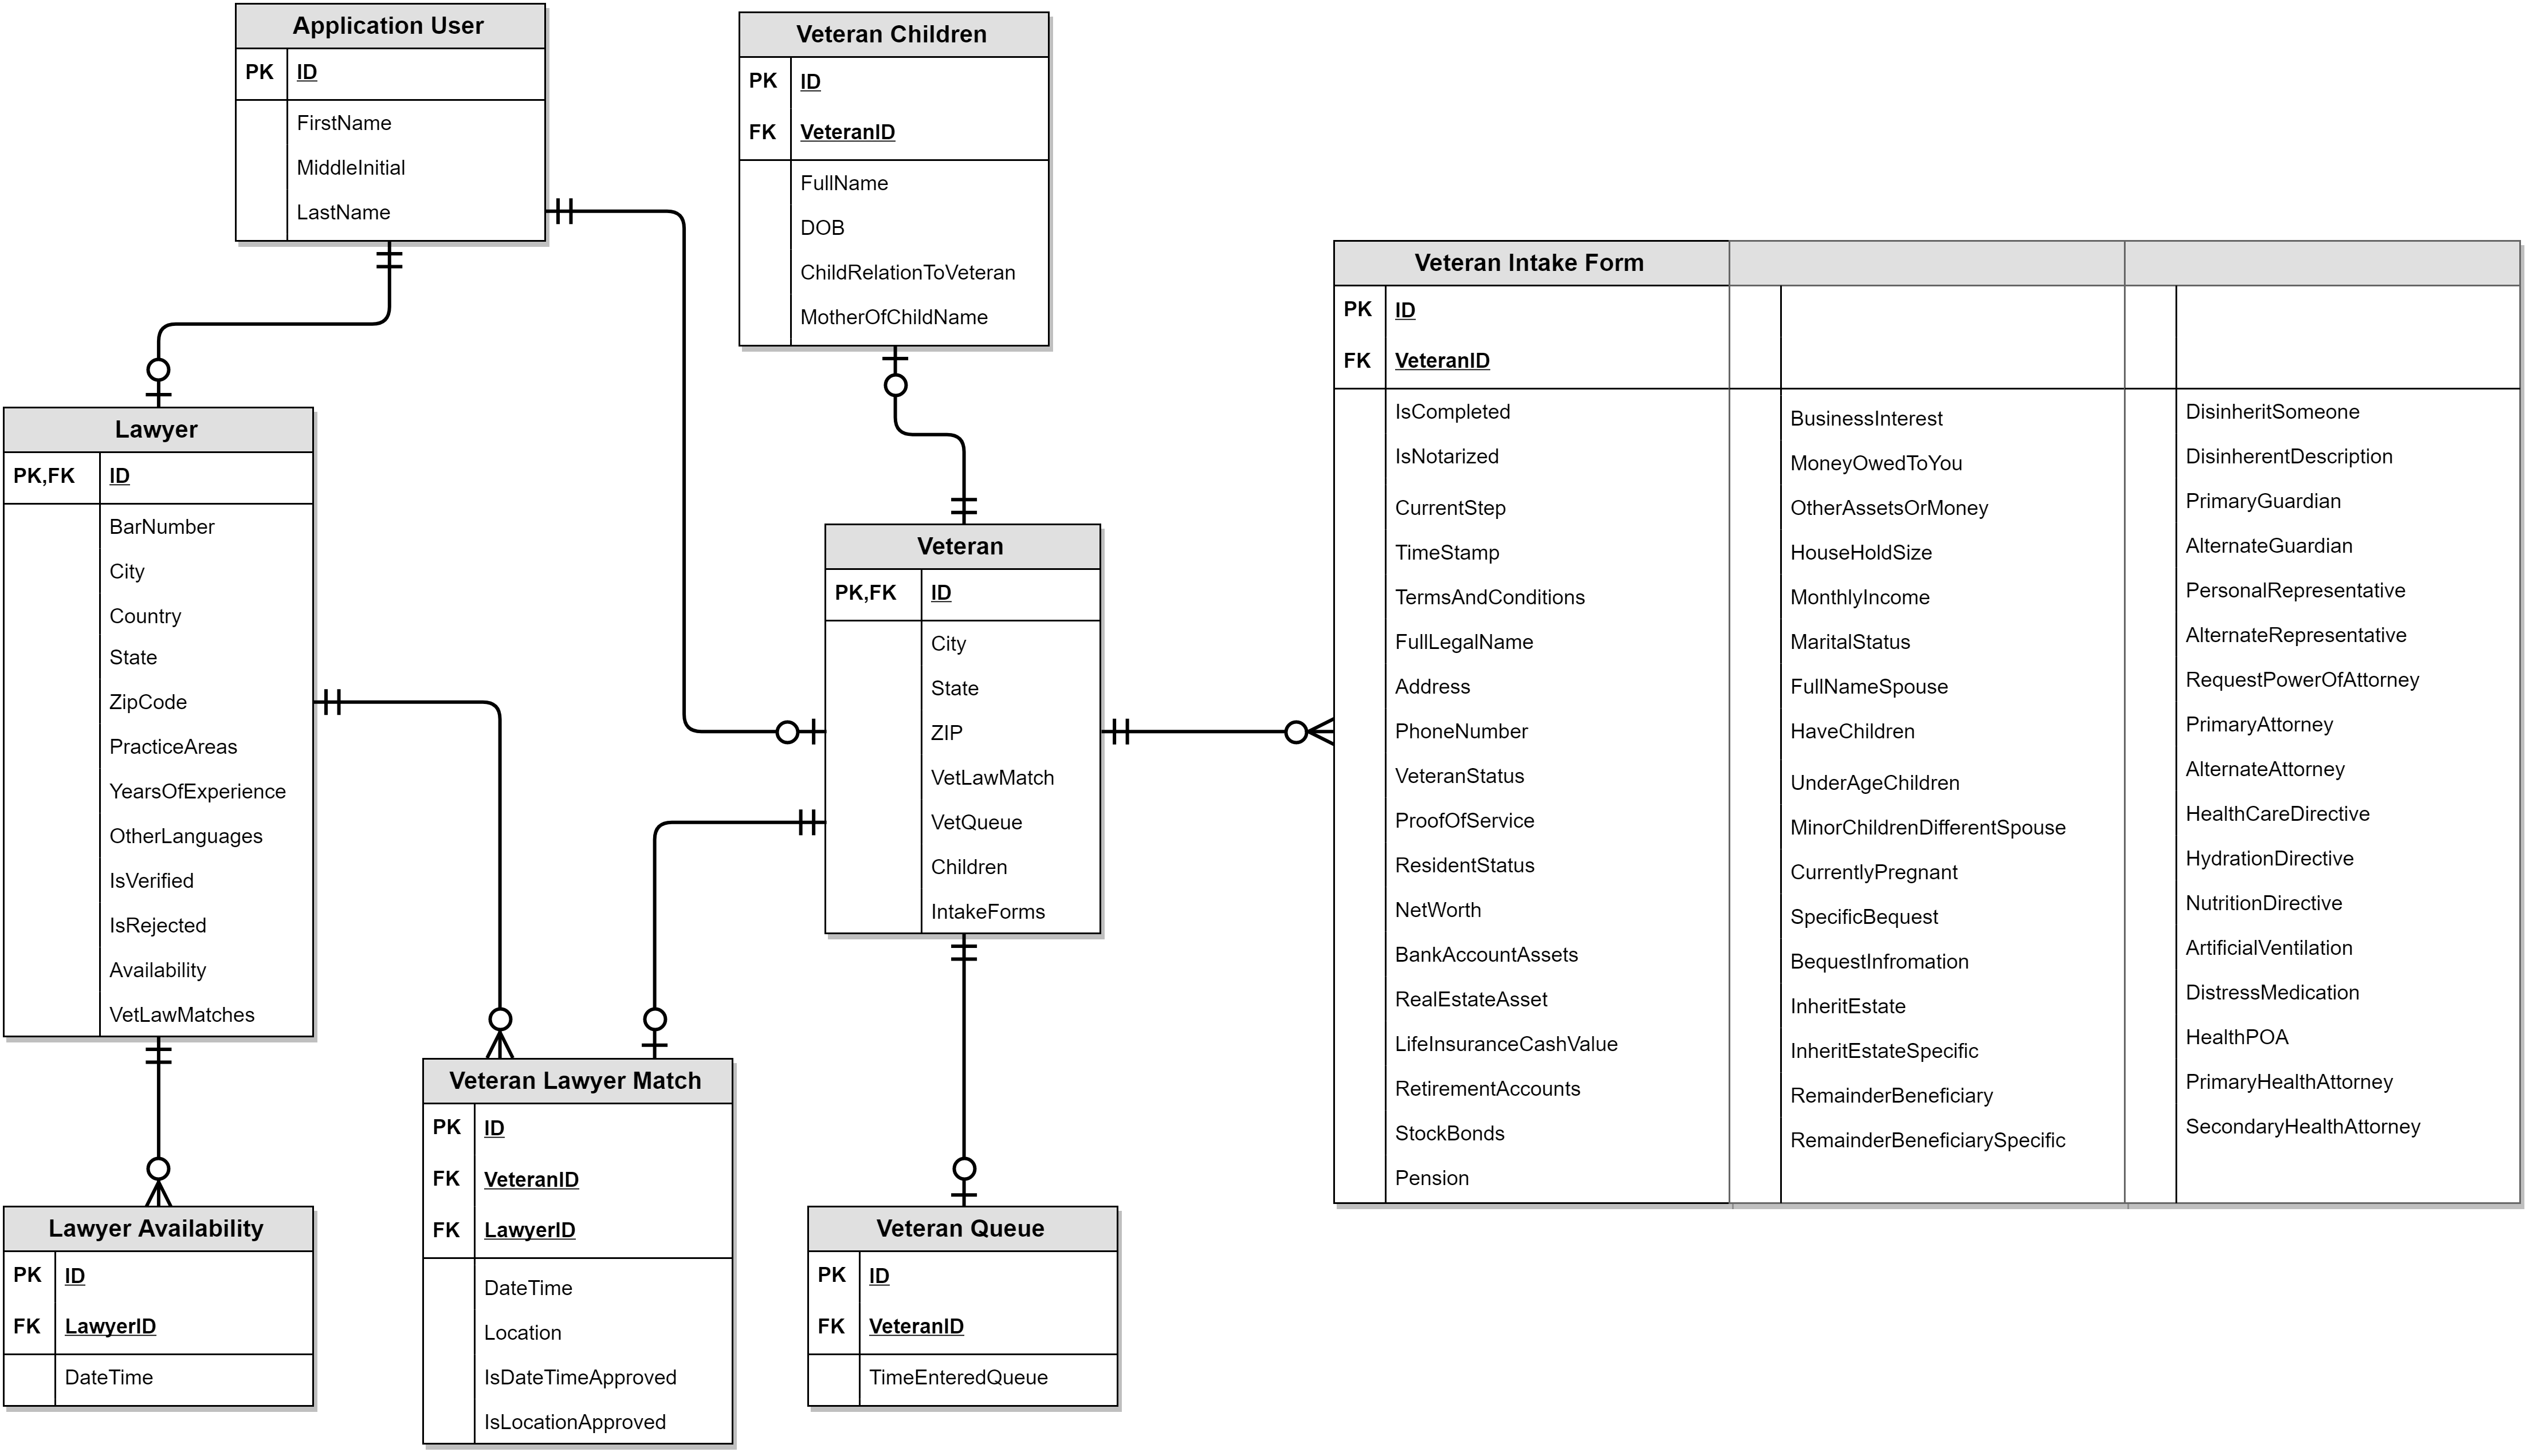 Application User
PK ID
FirstName
MiddleInitial
LastName
Veteran Children
PK ID
FK VeteranID
FullName
DOB
ChildRelationToVeteran
MotherOfChildName
Veteran Intake Form
PK ID
FK VeteranID
IsCompleted
IsNotarized
CurrentStep
TimeStamp
TermsAndConditions
FullLegalName
Address
PhoneNumber
VeteranStatus
ProofOfService
ResidentStatus
NetWorth
BankAccountAssets
RealEstateAsset
LifeInsuranceCashValue
RetirementAccounts
StockBonds
Pension
BusinessInterest
MoneyOwedToYou
OtherAssetsOrMoney
HouseHoldSize
MonthlyIncome
MaritalStatus
FullNameSpouse
HaveChildren
UnderAgeChildren
MinorChildrenDifferentSpouse
CurrentlyPregnant
SpecificBequest
BequestInfromation
InheritEstate
InheritEstateSpecific
RemainderBeneficiary
RemainderBeneficiarySpecific
DisinheritSomeone
DisinherentDescription
PrimaryGuardian
AlternateGuardian
PersonalRepresentative
AlternateRepresentative
RequestPowerOfAttorney
PrimaryAttorney
AlternateAttorney
HealthCareDirective
HydrationDirective
NutritionDirective
ArtificialVentilation
DistressMedication
HealthPOA
PrimaryHealthAttorney
SecondaryHealthAttorney
Lawyer
PK,FK ID
BarNumber
City
Country
State
ZipCode
PracticeAreas
YearsOfExperience
OtherLanguages
IsVerified
IsRejected
Availability
VetLawMatches
Veteran
PK,FK ID
City
State
ZIP
VetLawMatch
VetQueue
Children
IntakeForms
Lawyer Availability
PK ID
FK LawyerID
DateTime
Veteran Lawyer Match
PK ID
FK VeteranID
FK LawyerID
DateTime
Location
IsDateTimeApproved
IsLocationApproved
Veteran Queue
PK ID
FK VeteranID
TimeEnteredQueue